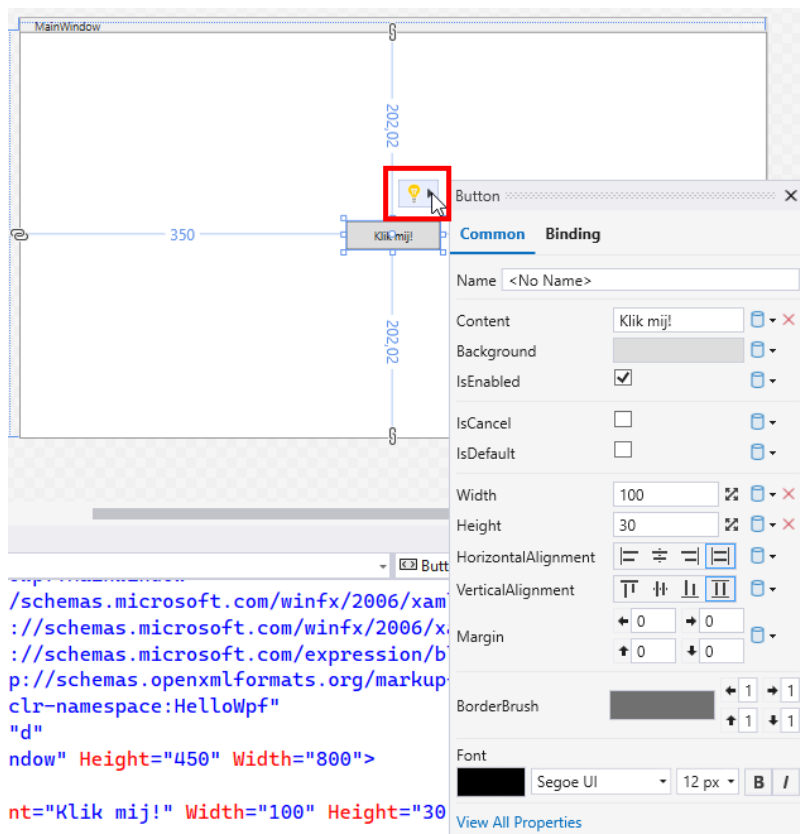 MainWindow
202,02
350
Klik mij!
202,02
Button
Common Binding
Name <No Name>
Content Klik mij!
Background
IsEnabled
IsCancel
IsDefault
Width 100
Height 30
HorizontalAlignment
VerticalAlignment
Margin 0 0
0 0
BorderBrush 1 1
1 1
Font
Segoe UI 12 px B I
View All Properties
Butt
/schemas.microsoft.com/winfx/2006/xaml
://schemas.microsoft.com/winfx/2006/xa
://schemas.microsoft.com/expression/bl
p://schemas.openxmlformats.org/markup-
clr-namespace:HelloWpf"
"d"
ndow" Height="450" Width="800">
nt="Klik mij!" Width="100" Height="30